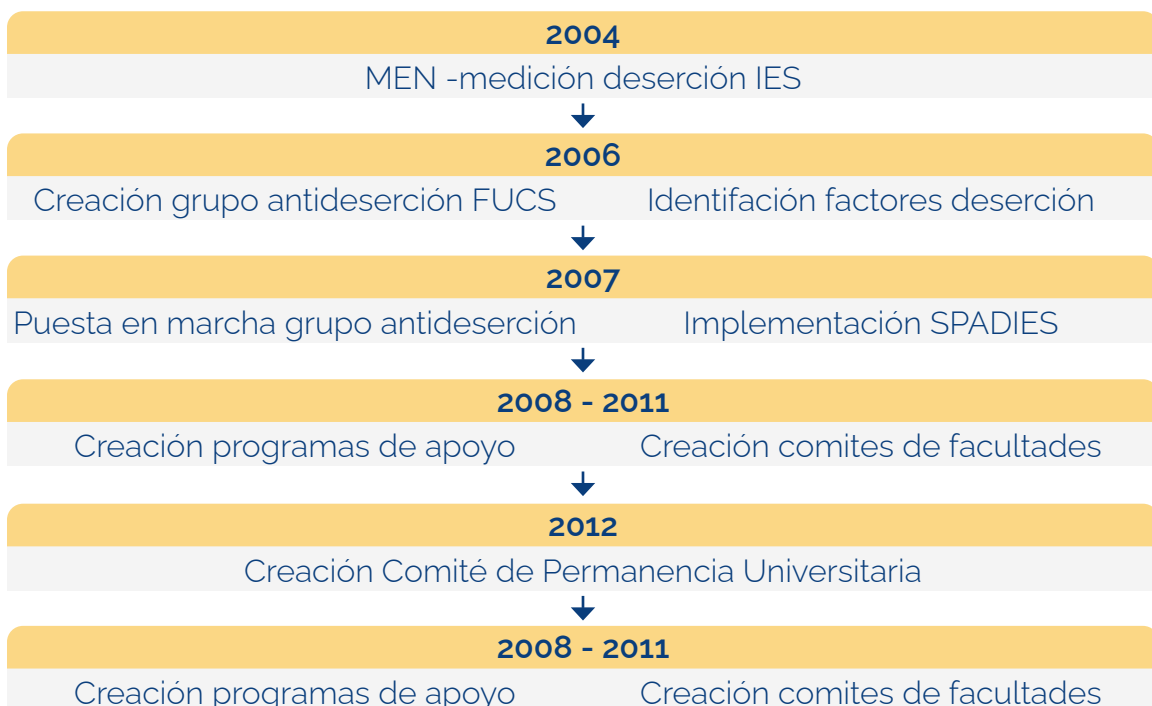 2004
MEN -medición deserción IES
2006
Creación grupo antideserción FUCS Identifación factores deserción
2007
Puesta en marcha grupo antideserción Implementación SPADIES
2008 - 2011
Creación programas de apoyo Creación comites de facultades
2012
Creación Comité de Permanencia Universitaria
2008 - 2011
Creación programas de apoyo Creación comites de facultades